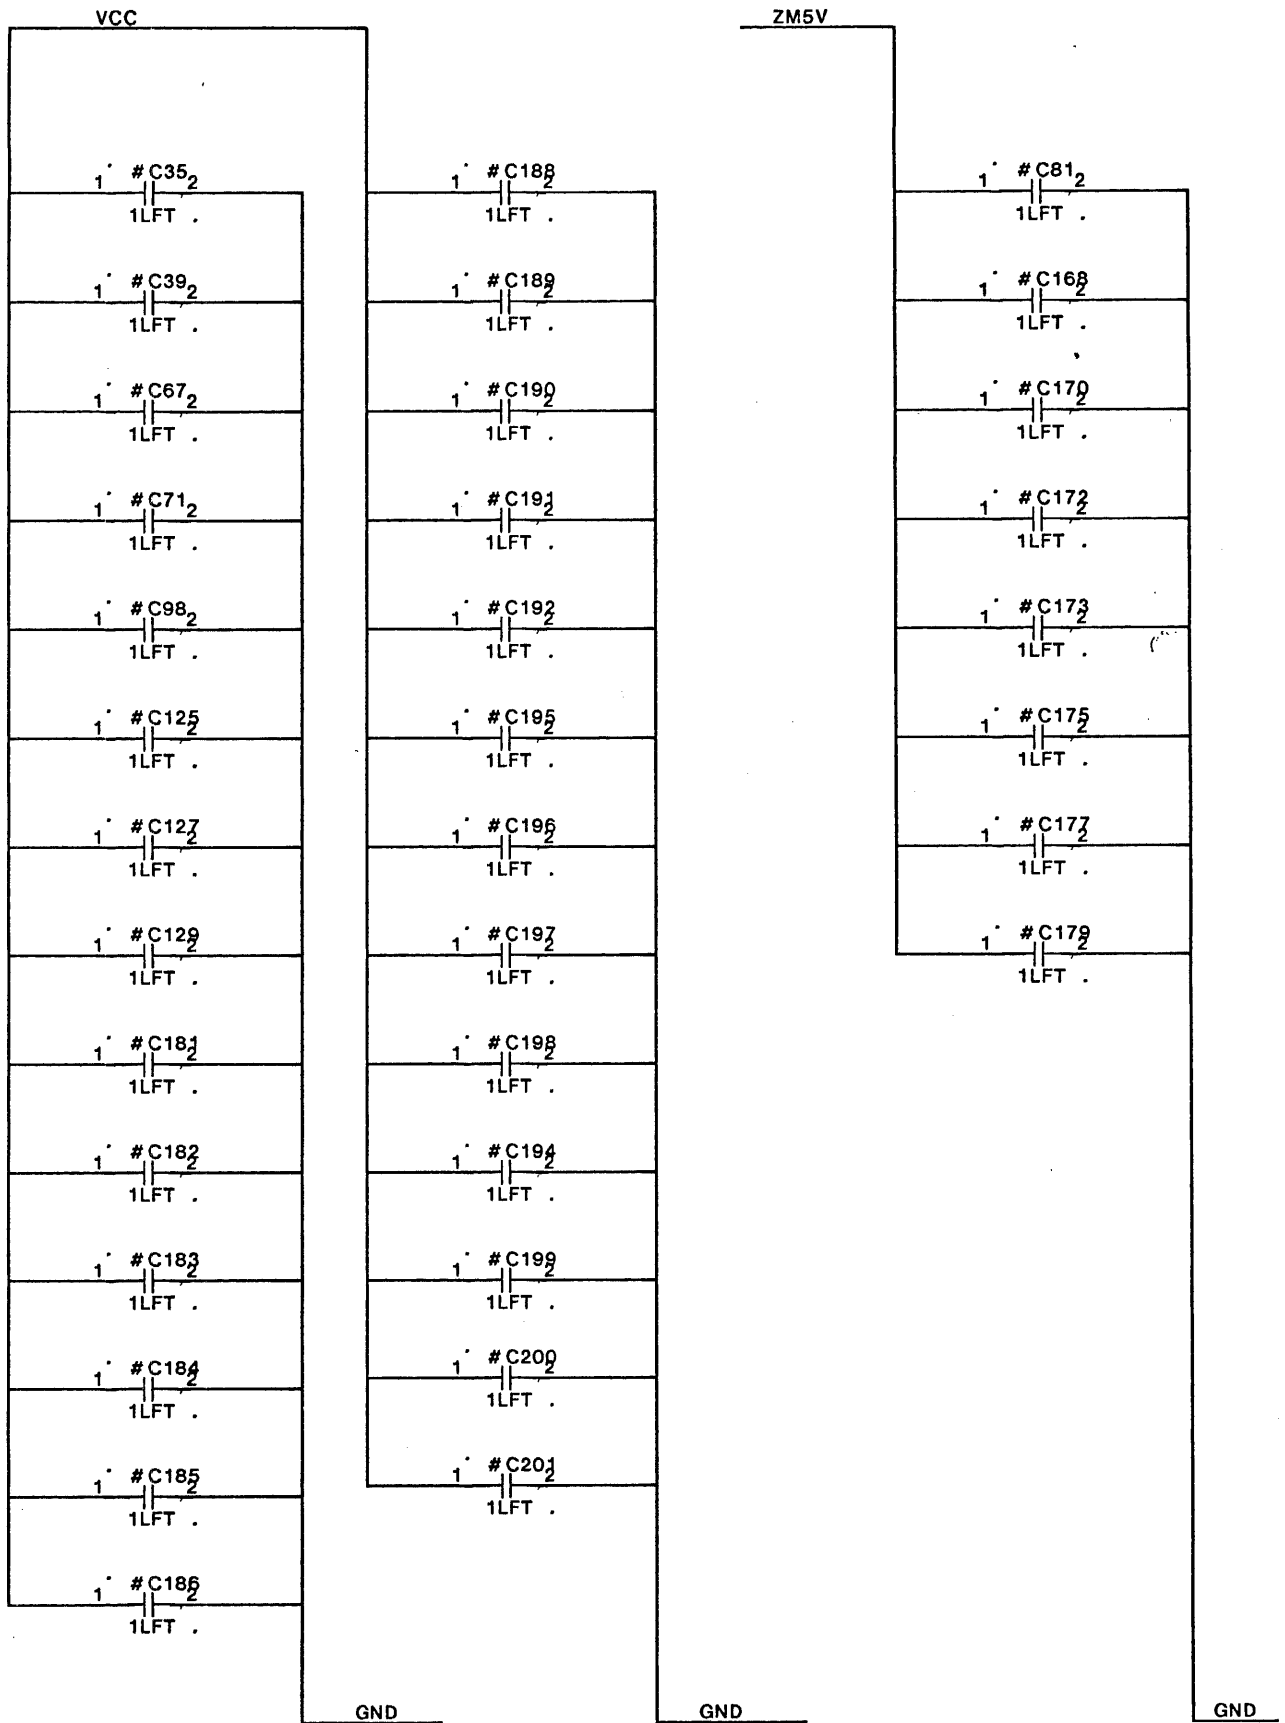 VCC
ZM5V
#C35
1 2
1LFT .
#C39
1 2
1LFT .
#C67
1 2
1LFT .
#C71
1 2
1LFT .
#C98
1 2
1LFT .
#C125
1 2
1LFT .
#C127
1 2
1LFT .
#C129
1 2
1LFT .
#C181
1 2
1LFT .
#C182
1 2
1LFT .
#C183
1 2
1LFT .
#C184
1 2
1LFT .
#C185
1 2
1LFT .
#C186
1 2
1LFT .
GND
#C188
1 2
1LFT .
#C189
1 2
1LFT .
#C190
1 2
1LFT .
#C191
1 2
1LFT .
#C192
1 2
1LFT .
#C195
1 2
1LFT .
#C196
1 2
1LFT .
#C197
1 2
1LFT .
#C198
1 2
1LFT .
#C194
1 2
1LFT .
#C199
1 2
1LFT .
#C200
1 2
1LFT .
#C201
1 2
1LFT .
GND
#C81
1 2
1LFT .
#C168
1 2
1LFT .
#C170
1 2
1LFT .
#C172
1 2
1LFT .
#C173
1 2
1LFT .
#C175
1 2
1LFT .
#C177
1 2
1LFT .
#C179
1 2
1LFT .
GND